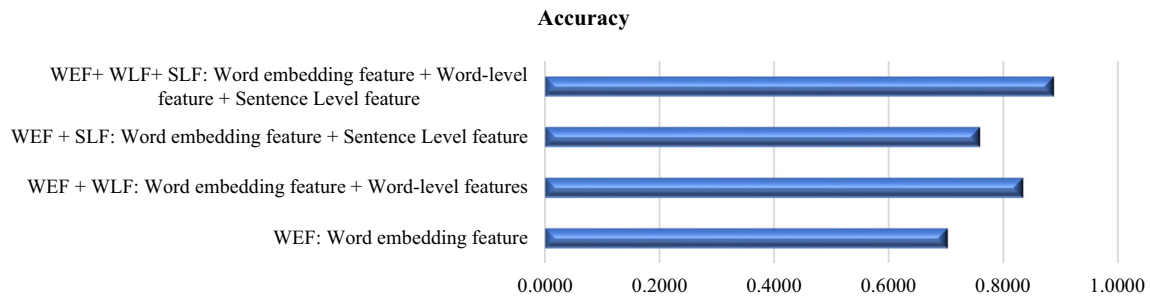 Accuracy
WEF+ WLF+ SLF: Word embedding feature + Word-level
feature + Sentence Level feature
WEF + SLF: Word embedding feature + Sentence Level feature
WEF + WLF: Word embedding feature + Word-level features
WEF: Word embedding feature
0.0000 0.2000 0.4000 0.6000 0.8000 1.0000